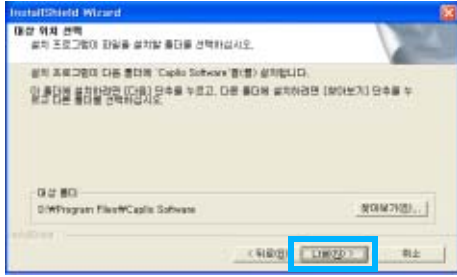 InstallShield Wizard
대상 위치 선택
설치 프로그램이 파일을 설치할 폴더를 선택하십시오.
설치 프로그램이 다음 폴더에 'Caplio Software'을(를) 설치합니다.
이 폴더에 설치하려면 [다음] 단추를 누르고, 다른 폴더에 설치하려면 [찾아보기] 단추를 누
르고 다른 폴더를 선택하십시오.
대상 폴더
D:₩Program Files₩Caplio Software
찾아보기(R)...
InstallShield
< 뒤로(B)
다음(N) >
취소